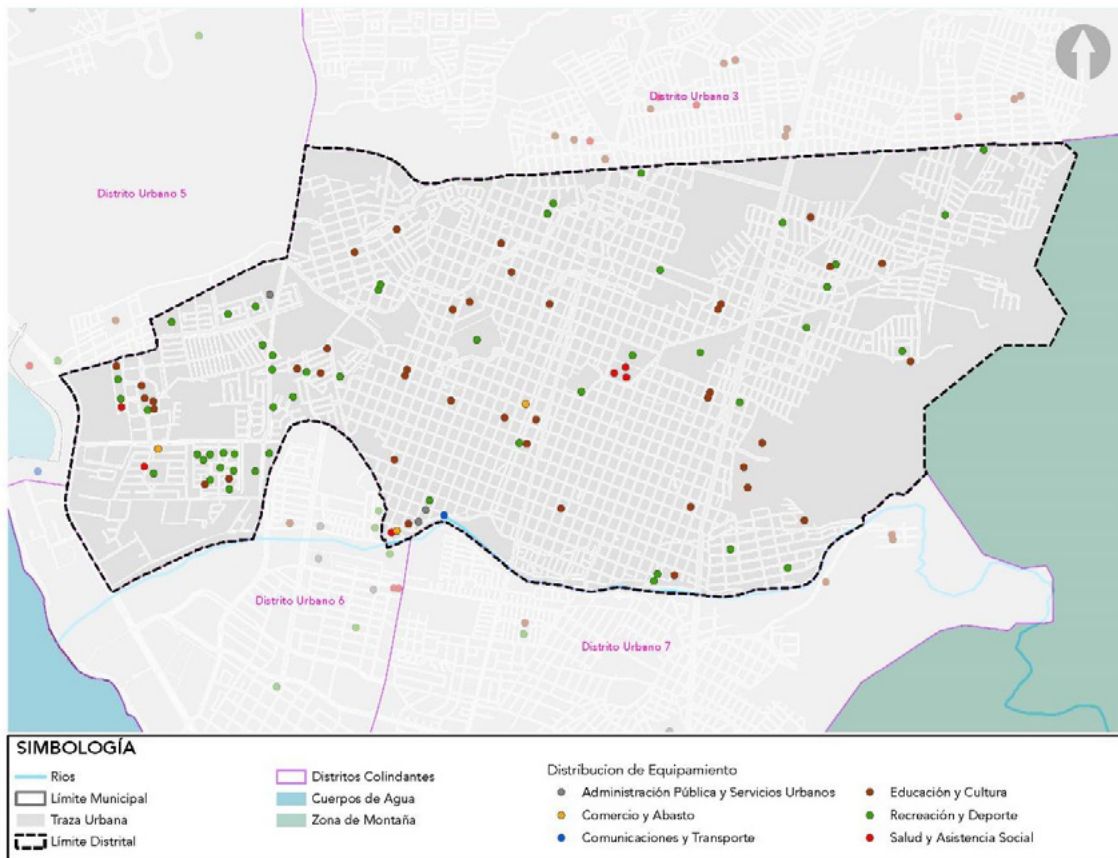 Distrito Urbano 3
Distrito Urbano 5
Distrito Urbano 6
Distrito Urbano 7
SIMBOLOGÍA
Rios
Límite Municipal
Traza Urbana
Límite Distrital
Distritos Colindantes
Cuerpos de Agua
Zona de Montaña
Distribucion de Equipamiento
Administración Pública y Servicios Urbanos
Comercio y Abasto
Comunicaciones y Transporte
Educación y Cultura
Recreación y Deporte
Salud y Asistencia Social